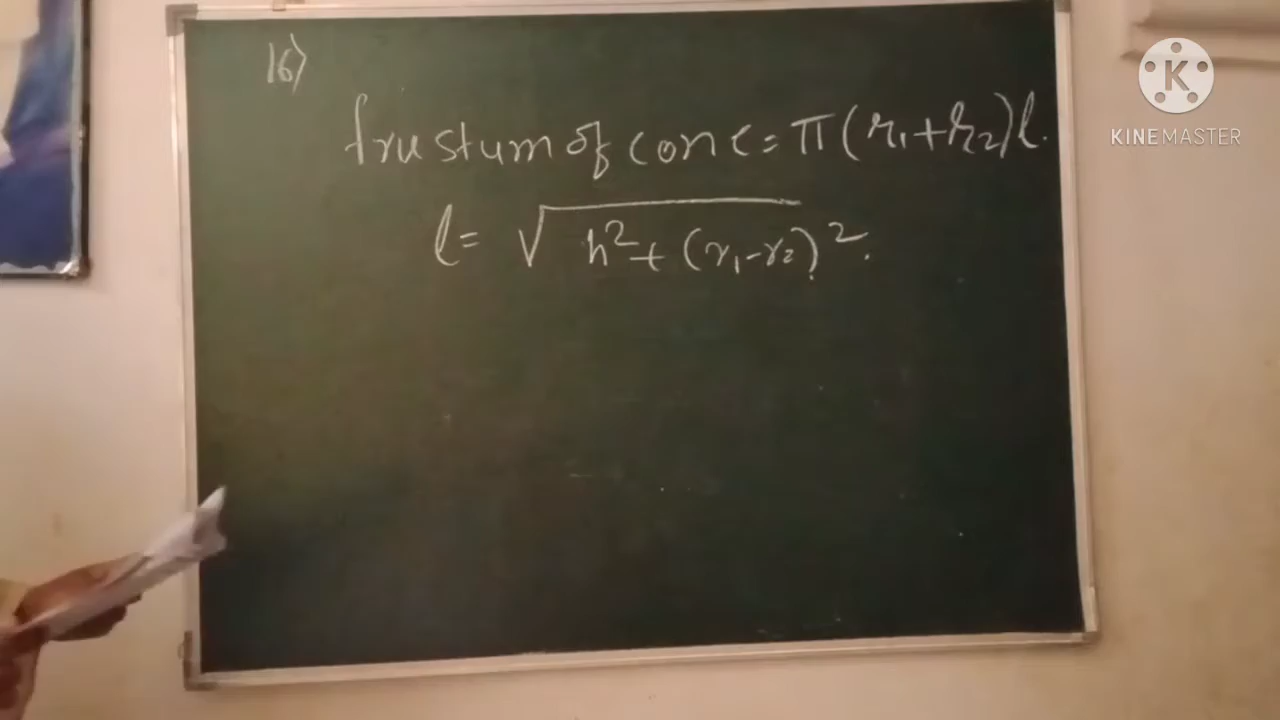 16)
frustum of cone = π(r₁+r₂)l.
l = √h²+(r₁-r₂)².
K
KINEMASTER